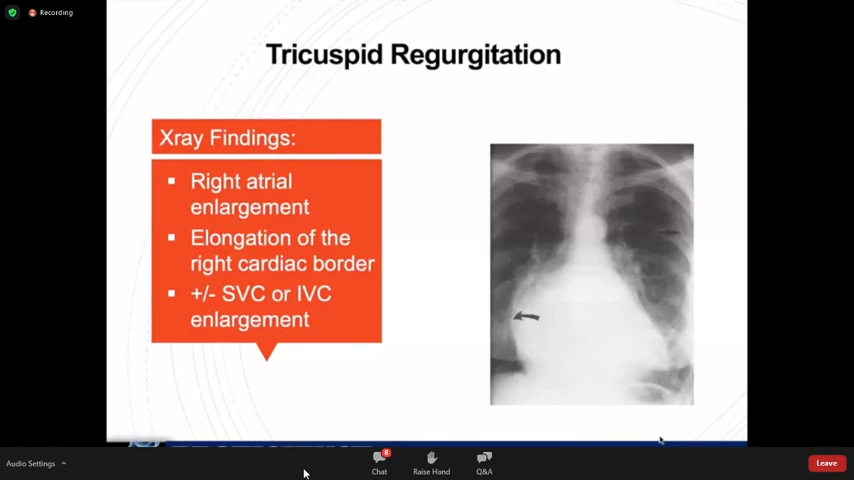 Recording
Tricuspid Regurgitation
Xray Findings:
▪ Right atrial
enlargement
▪ Elongation of the
right cardiac border
▪ +/- SVC or IVC
enlargement
Audio Settings
8
Chat
Raise Hand
Q&A
Leave